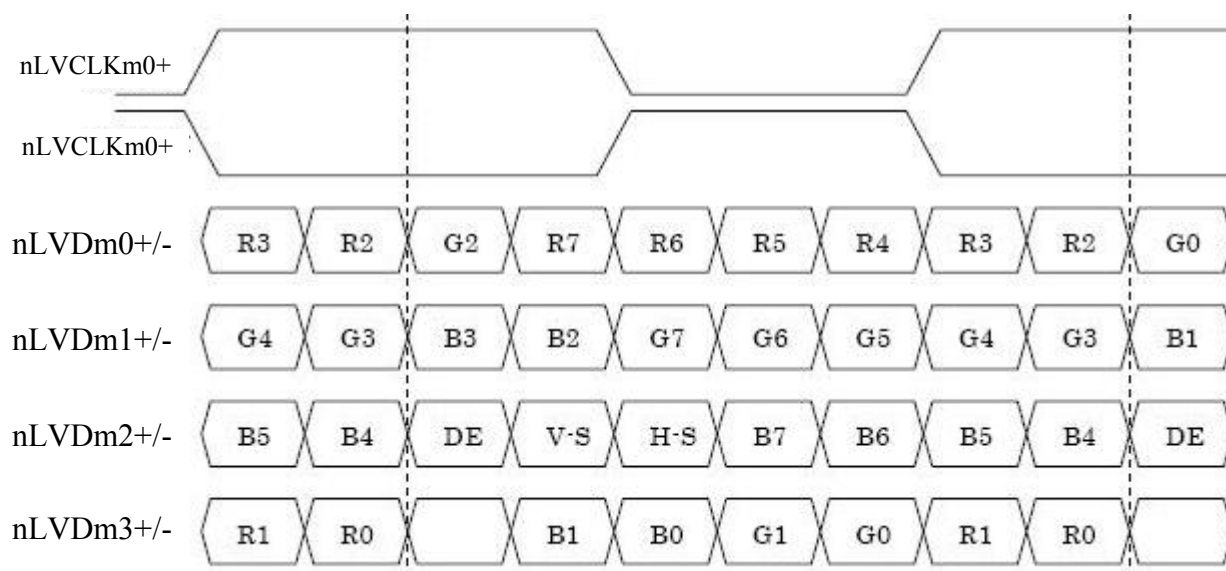 nLVCLKm0+
nLVCLKm0+ :
nLVDm0+/- R3 R2 G2 R7 R6 R5 R4 R3 R2 G0
nLVDm1+/- G4 G3 B3 B2 G7 G6 G5 G4 G3 B1
nLVDm2+/- B5 B4 DE V-S H-S B7 B6 B5 B4 DE
nLVDm3+/- R1 R0 B1 B0 G1 G0 R1 R0